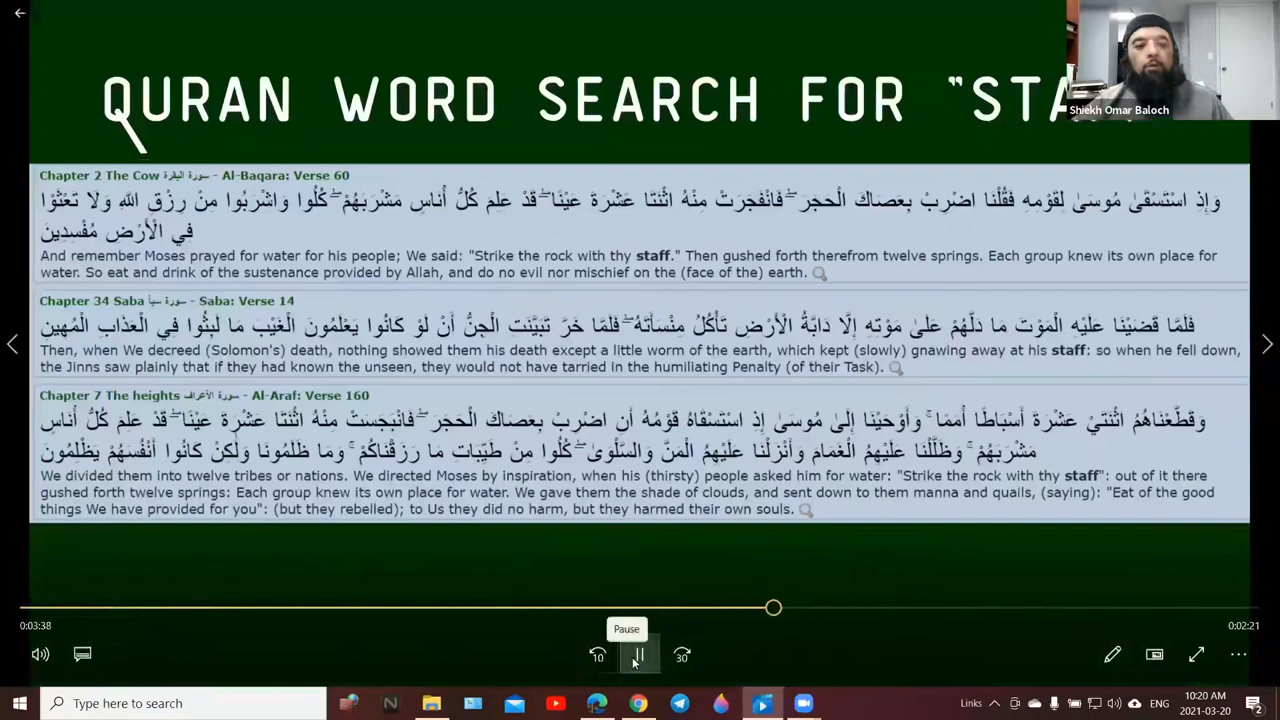 QURAN WORD SEARCH FOR "STA
Shiekh Omar Baloch
Chapter 2 The Cow سورة البقرة - Al-Baqara: Verse 60
وَإِذِ اسْتَسْقَىٰ مُوسَىٰ لِقَوْمِهِ فَقُلْنَا اضْرِبْ بِعَصَاكَ الْحَجَرَ ۖ فَانْفَجَرَتْ مِنْهُ اثْنَتَا عَشْرَةَ عَيْنًا ۖ قَدْ عَلِمَ كُلُّ أُنَاسٍ مَشْرَبَهُمْ ۖ كُلُوا وَاشْرَبُوا مِنْ رِزْقِ اللَّهِ وَلَا تَعْثَوْا
فِي الْأَرْضِ مُفْسِدِينَ
And remember Moses prayed for water for his people; We said: "Strike the rock with thy staff." Then gushed forth therefrom twelve springs. Each group knew its own place for
water. So eat and drink of the sustenance provided by Allah, and do no evil nor mischief on the (face of the) earth.
Chapter 34 Saba سورة سبأ - Saba: Verse 14
فَلَمَّا قَضَيْنَا عَلَيْهِ الْمَوْتَ مَا دَلَّهُمْ عَلَىٰ مَوْتِهِ إِلَّا دَابَّةُ الْأَرْضِ تَأْكُلُ مِنْسَأَتَهُ ۖ فَلَمَّا خَرَّ تَبَيَّنَتِ الْجِنُّ أَنْ لَوْ كَانُوا يَعْلَمُونَ الْغَيْبَ مَا لَبِثُوا فِي الْعَذَابِ الْمُهِينِ
Then, when We decreed (Solomon's) death, nothing showed them his death except a little worm of the earth, which kept (slowly) gnawing away at his staff: so when he fell down,
the Jinns saw plainly that if they had known the unseen, they would not have tarried in the humiliating Penalty (of their Task).
Chapter 7 The heights سورة الأعراف - Al-Araf: Verse 160
وَقَطَّعْنَاهُمُ اثْنَتَيْ عَشْرَةَ أَسْبَاطًا أُمَمًا ۚ وَأَوْحَيْنَا إِلَىٰ مُوسَىٰ إِذِ اسْتَسْقَاهُ قَوْمُهُ أَنِ اضْرِبْ بِعَصَاكَ الْحَجَرَ ۖ فَانْبَجَسَتْ مِنْهُ اثْنَتَا عَشْرَةَ عَيْنًا ۖ قَدْ عَلِمَ كُلُّ أُنَاسٍ
مَشْرَبَهُمْ ۚ وَظَلَّلْنَا عَلَيْهِمُ الْغَمَامَ وَأَنْزَلْنَا عَلَيْهِمُ الْمَنَّ وَالسَّلْوَىٰ ۖ كُلُوا مِنْ طَيِّبَاتِ مَا رَزَقْنَاكُمْ ۚ وَمَا ظَلَمُونَا وَلَٰكِنْ كَانُوا أَنْفُسَهُمْ يَظْلِمُونَ
We divided them into twelve tribes or nations. We directed Moses by inspiration, when his (thirsty) people asked him for water: "Strike the rock with thy staff": out of it there
gushed forth twelve springs: Each group knew its own place for water. We gave them the shade of clouds, and sent down to them manna and quails, (saying): "Eat of the good
things We have provided for you": (but they rebelled); to Us they did no harm, but they harmed their own souls.
0:03:38
0:02:21
Pause
10
30
Type here to search
Links
ENG
10:20 AM
2021-03-20
2